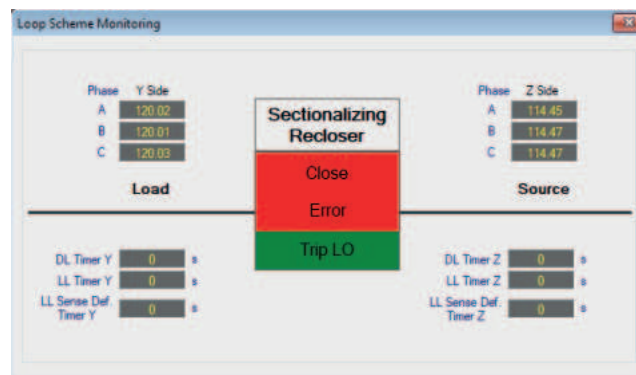 Loop Scheme Monitoring
Phase Y Side
A 120.02
B 120.01
C 120.03
Load
Sectionalizing
Recloser
Close
Error
Trip LO
Phase Z Side
A 114.45
B 114.47
C 114.47
Source
DL Timer Y 0 s
LL Timer Y 0 s
LL Sense Def.
Timer Y 0 s
DL Timer Z 0 s
LL Timer Z 0 s
LL Sense Def.
Timer Z 0 s